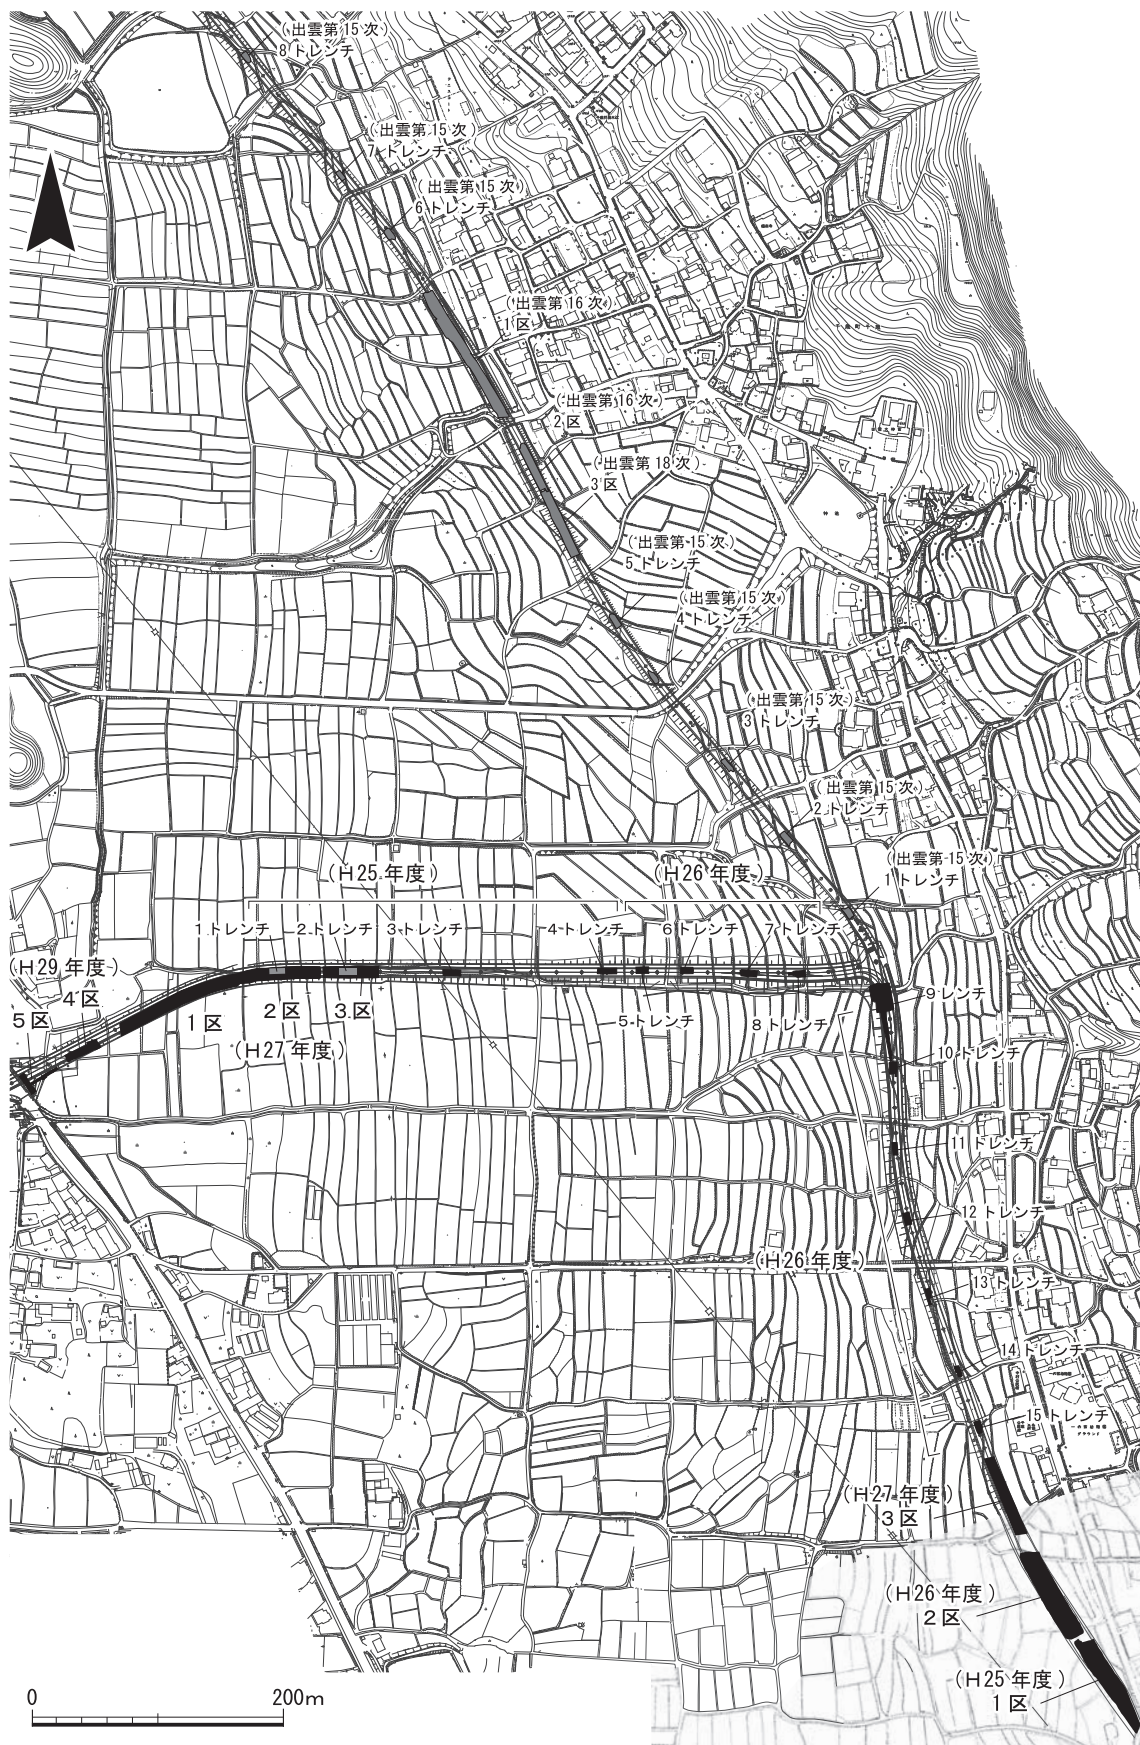 (出雲第15次)
8トレンチ
(出雲第15次)
7トレンチ
(出雲第15次)
6トレンチ
(出雲第16次)
1区
(出雲第16次)
2区
(出雲第18次)
3区
(出雲第15次)
5トレンチ
(出雲第15次)
4トレンチ
(出雲第15次)
3トレンチ
(出雲第15次)
2トレンチ
(出雲第15次)
1トレンチ
(H25年度)
(H26年度)
1トレンチ
2トレンチ
3トレンチ
4トレンチ
6トレンチ
7トレンチ
(H29年度)
4区
5区
1区
2区
3区
(H27年度)
5トレンチ
8トレンチ
9レンチ
10トレンチ
11トレンチ
12トレンチ
(H26年度)
13トレンチ
14トレンチ
15トレンチ
グラウンド
(H27年度)
3区
(H26年度)
2区
(H25年度)
1区
0
200m